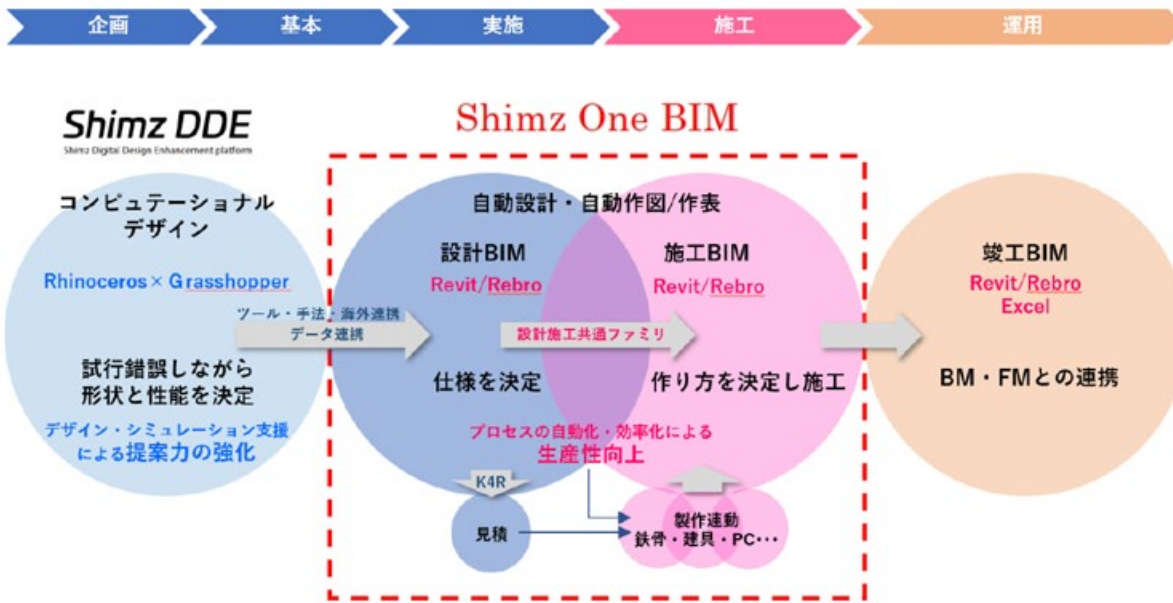 企画
基本
実施
施工
運用
Shimz DDE
Shimz Digital Design Enhancement platform
Shimz One BIM
コンピュテーショナル
デザイン
Rhinoceros×Grasshopper
ツール・手法・海外連携
データ連携
試行錯誤しながら
形状と性能を決定
デザイン・シミュレーション支援
による提案力の強化
自動設計・自動作図/作表
設計BIM
Revit/Rebro
施工BIM
Revit/Rebro
設計施工共通ファミリ
仕様を決定
作り方を決定し施工
プロセスの自動化・効率化による
生産性向上
K4R
見積
製作連動
鉄骨・建具・PC…
竣工BIM
Revit/Rebro
Excel
BM・FMとの連携